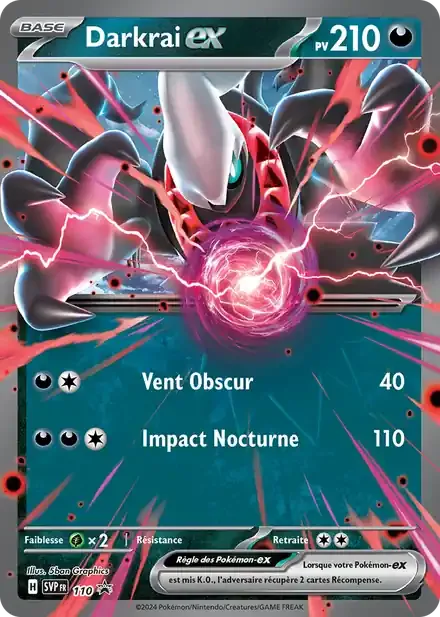 BASE
Darkrai ex
PV 210
Vent Obscur 40
Impact Nocturne 110
Faiblesse ×2 Résistance Retraite
Illus. 5ban Graphics
Règle des Pokémon-ex
Lorsque votre Pokémon-ex
est mis K.O., l'adversaire récupère 2 cartes Récompense.
H SVP FR 110
©2024 Pokémon/Nintendo/Creatures/GAME FREAK